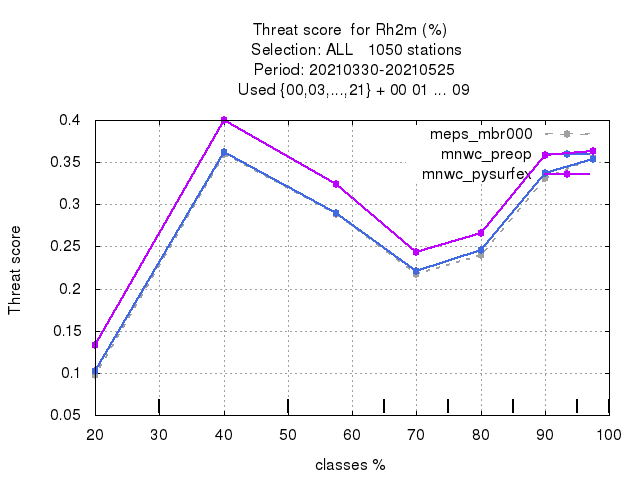 Threat score  for Rh2m (%)
Selection: ALL   1050 stations
Period: 20210330-20210525
Used {00,03,...,21} + 00 01 ... 09
meps_mbr000
mnwc_preop
mnwc_pysurfex
Threat score
0.4
0.35
0.3
0.25
0.2
0.15
0.1
0.05
20 30 40 50 60 70 80 90 100
classes %